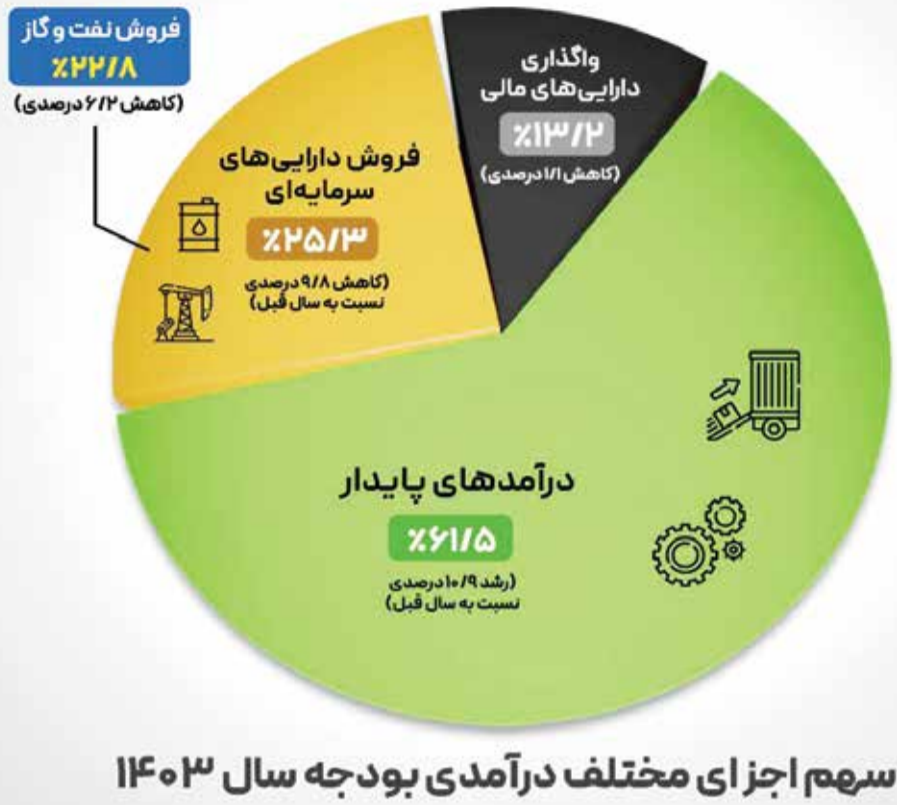 فروش نفت و گاز
%۲۲/۸
(کاهش ۶/۲ درصدی)
واگذاری
دارایی‌های مالی
%۱۳/۲
(کاهش ۱/۱ درصدی)
فروش دارایی‌های
سرمایه‌ای
%۲۵/۳
(کاهش ۹/۸ درصدی
نسبت به سال قبل)
درآمدهای پایدار
%۶۱/۵
(رشد ۱۰/۹ درصدی
نسبت به سال قبل)
سهم اجزای مختلف درآمدی بودجه سال ۱۴۰۳